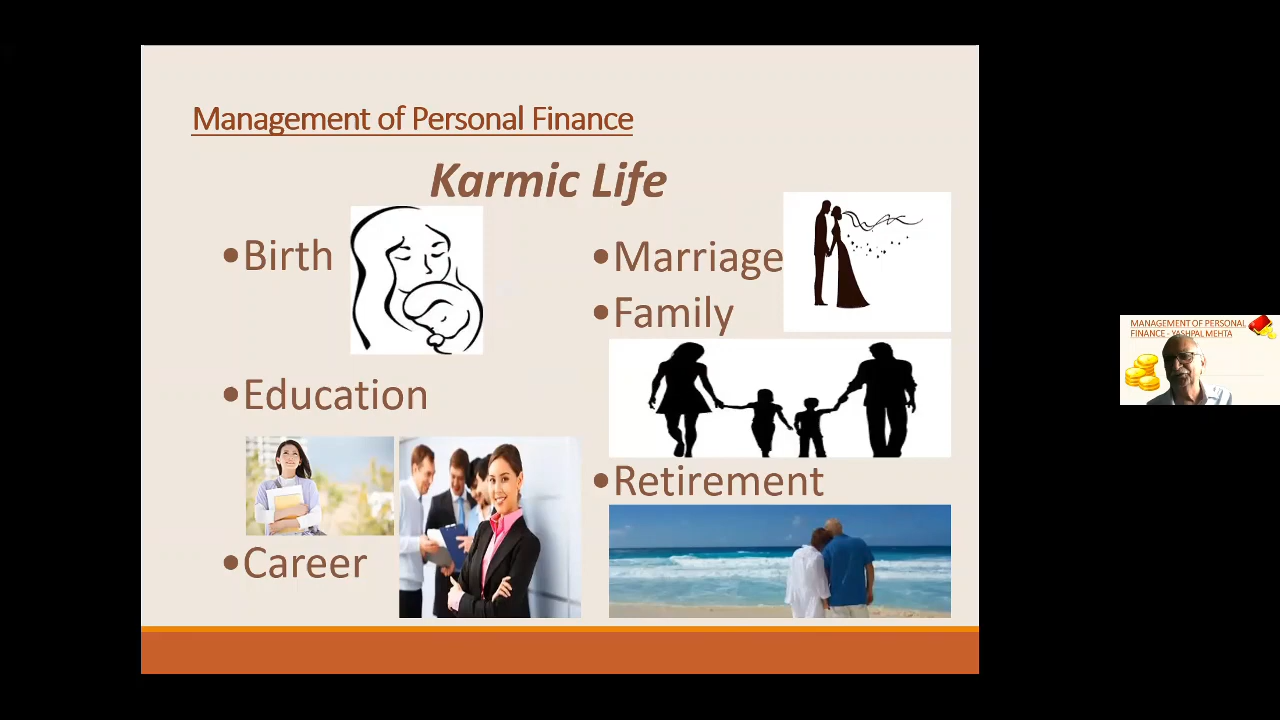 Management of Personal Finance
Karmic Life
•Birth
•Education
•Career
•Marriage
•Family
•Retirement
MANAGEMENT OF PERSONAL
FINANCE - YASHPAL MEHTA